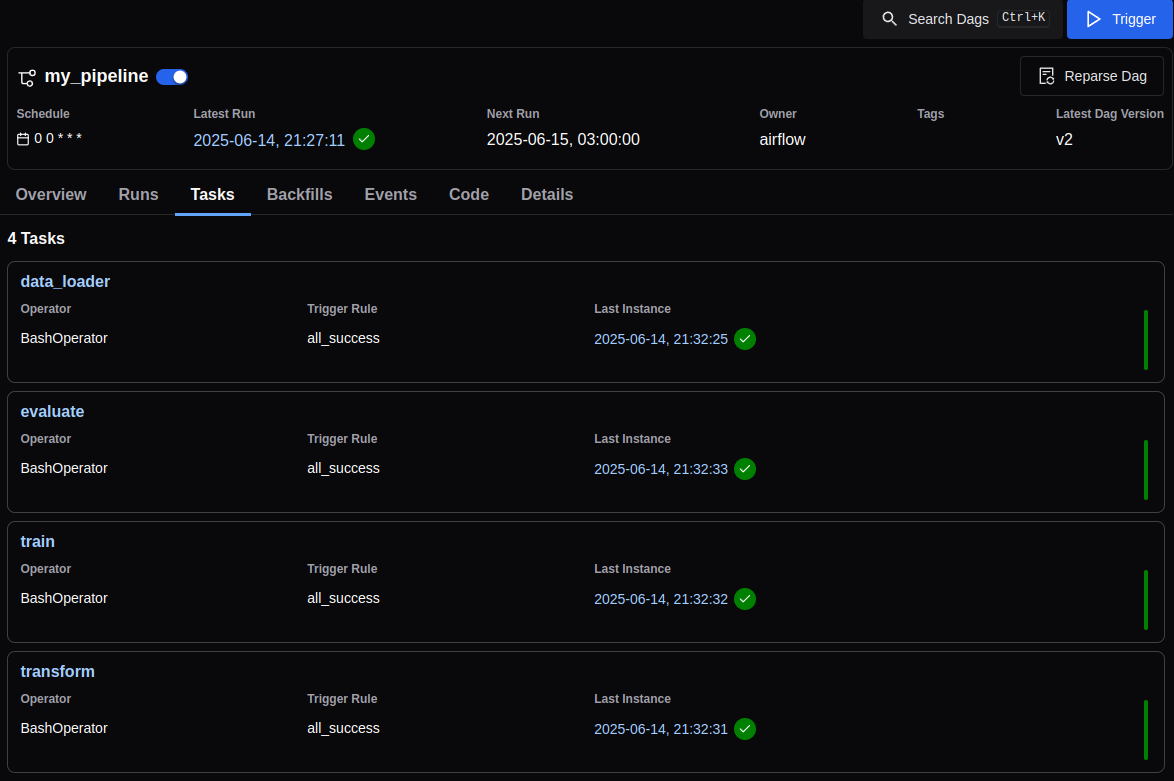 Search Dags Ctrl+K Trigger
my_pipeline Reparse Dag
Schedule Latest Run Next Run Owner Tags Latest Dag Version
0 0 * * * 2025-06-14, 21:27:11 2025-06-15, 03:00:00 airflow v2
Overview Runs Tasks Backfills Events Code Details
4 Tasks
data_loader
Operator Trigger Rule Last Instance
BashOperator all_success 2025-06-14, 21:32:25
evaluate
Operator Trigger Rule Last Instance
BashOperator all_success 2025-06-14, 21:32:33
train
Operator Trigger Rule Last Instance
BashOperator all_success 2025-06-14, 21:32:32
transform
Operator Trigger Rule Last Instance
BashOperator all_success 2025-06-14, 21:32:31